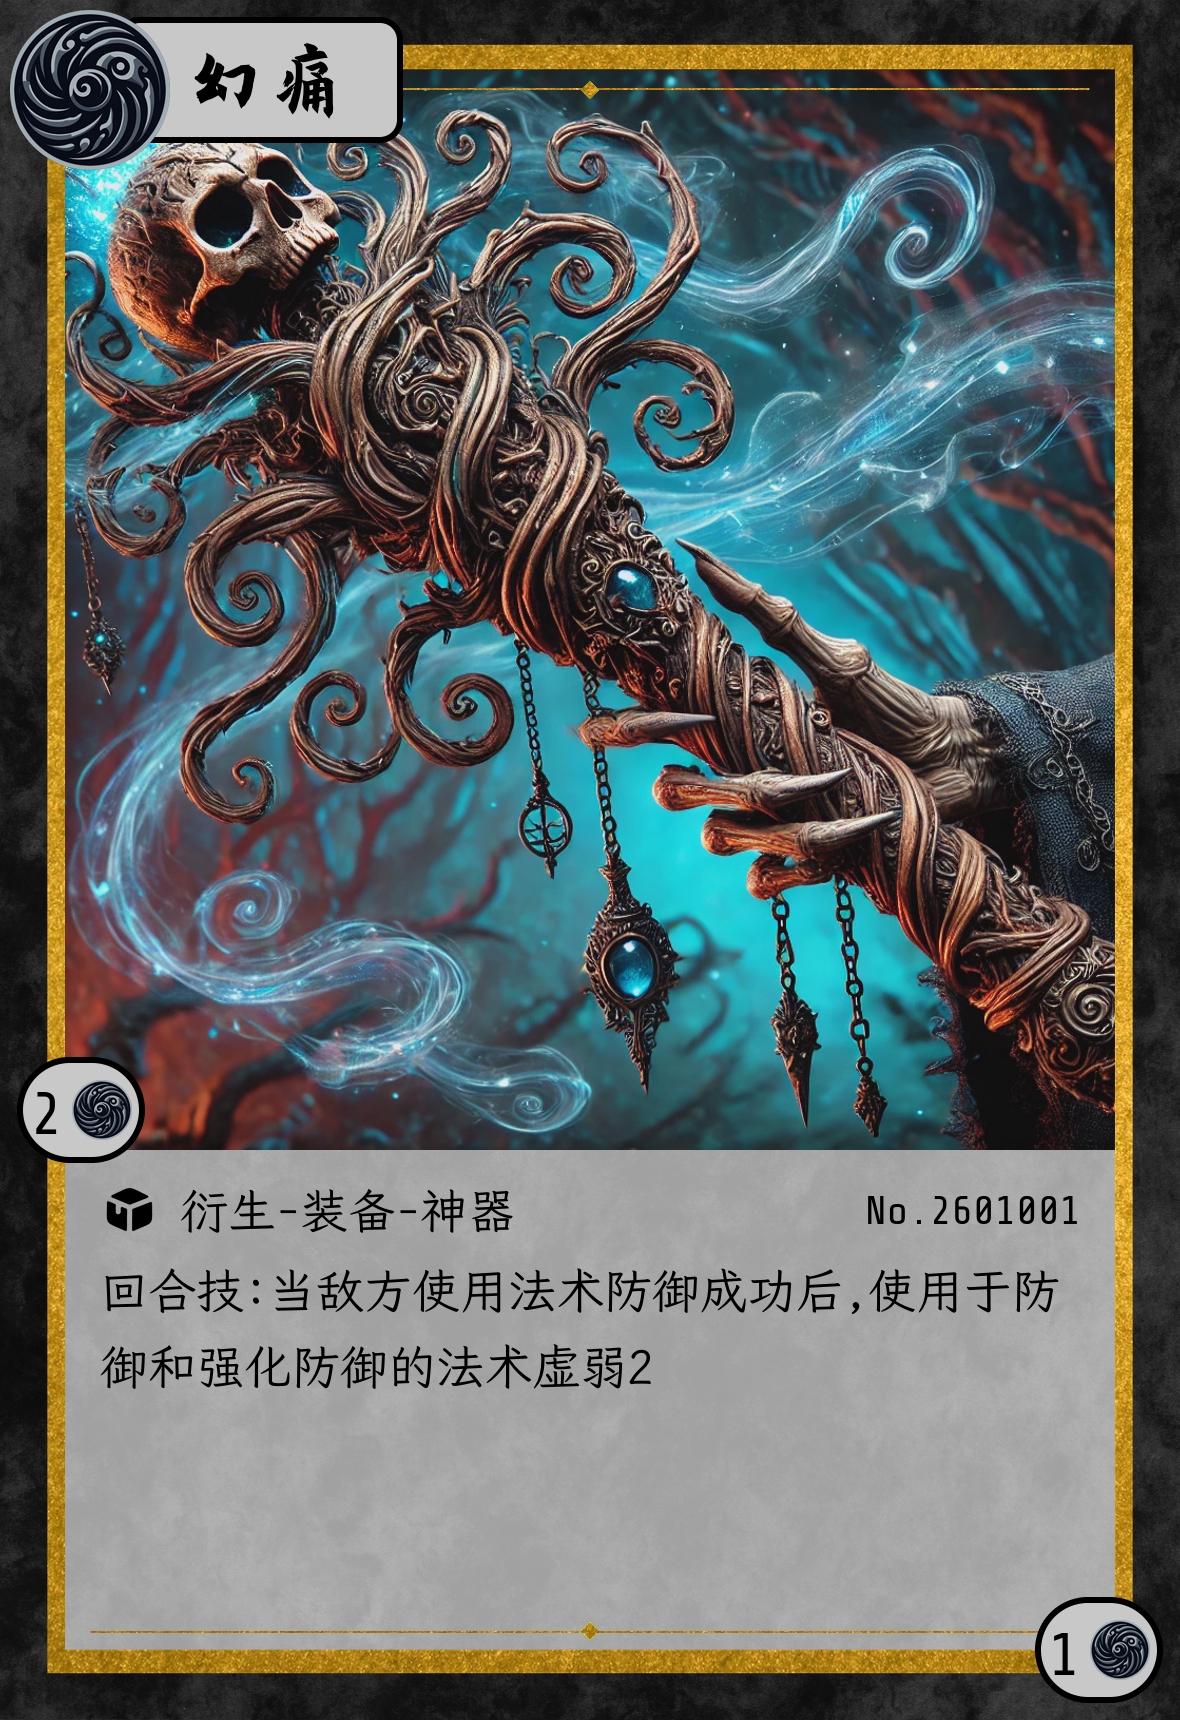 幻痛
2
衍生-装备-神器
No.2601001
回合技:当敌方使用法术防御成功后,使用于防
御和强化防御的法术虚弱2
1